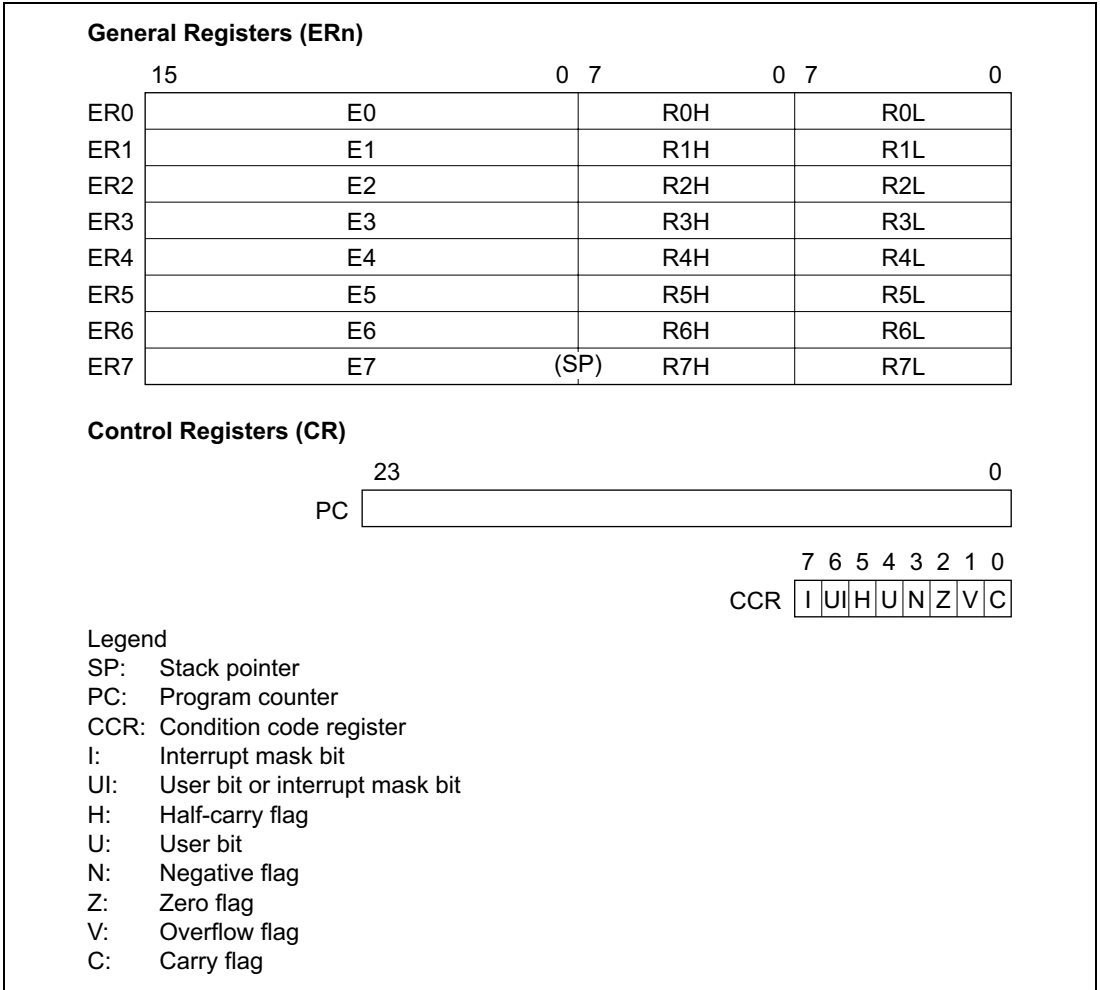 General Registers (ERn)
15 0 7 0 7 0
ER0 E0 R0H R0L
ER1 E1 R1H R1L
ER2 E2 R2H R2L
ER3 E3 R3H R3L
ER4 E4 R4H R4L
ER5 E5 R5H R5L
ER6 E6 R6H R6L
ER7 E7 (SP) R7H R7L
Control Registers (CR)
23 0
PC
7 6 5 4 3 2 1 0
CCR I UI H U N Z V C
Legend
SP: Stack pointer
PC: Program counter
CCR: Condition code register
I: Interrupt mask bit
UI: User bit or interrupt mask bit
H: Half-carry flag
U: User bit
N: Negative flag
Z: Zero flag
V: Overflow flag
C: Carry flag